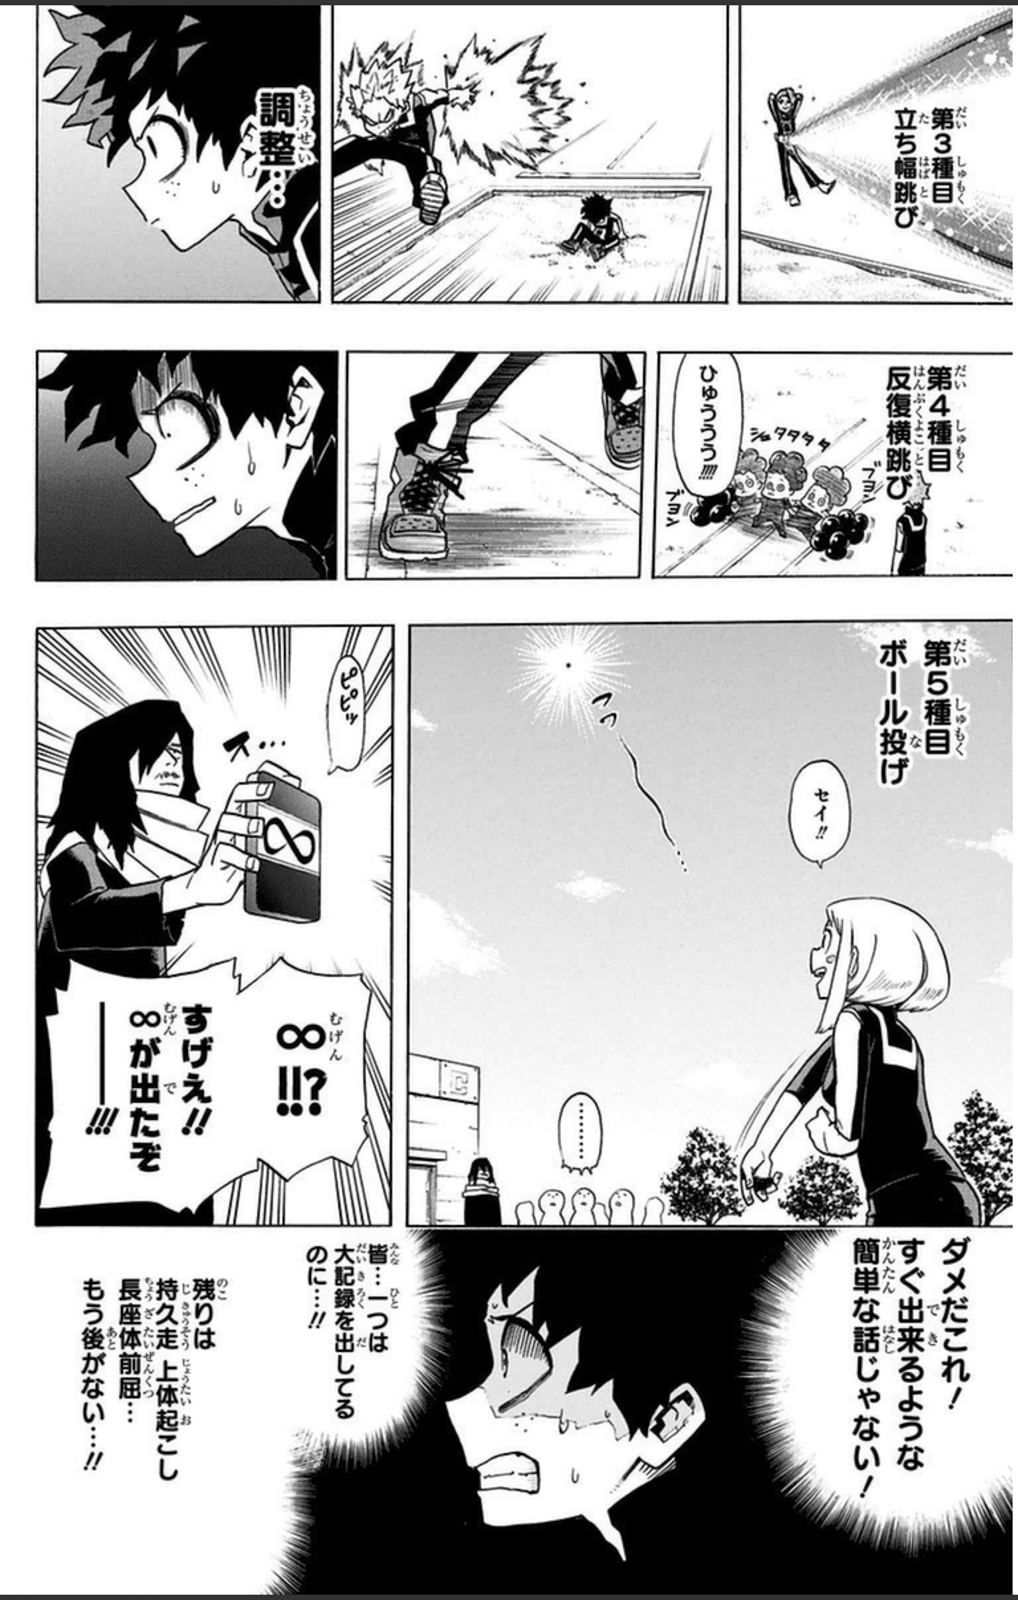 第3種目
立ち幅跳び
調整…
第4種目
反復横跳び
ひゅううう!!!!!
シュタタタタ
ブヨン
ブヨン
第5種目
ボール投げ
セイ!!
………
ピピッ
ス…
∞
∞!!?
すげえ!!
∞が出たぞ
――!!!
ダメだこれ!
すぐ出来るような
簡単な話じゃない!
皆…一つは
大記録を出してる
のに…!!
残りは
持久走 上体起こし
長座体前屈…
もう後がない…!!